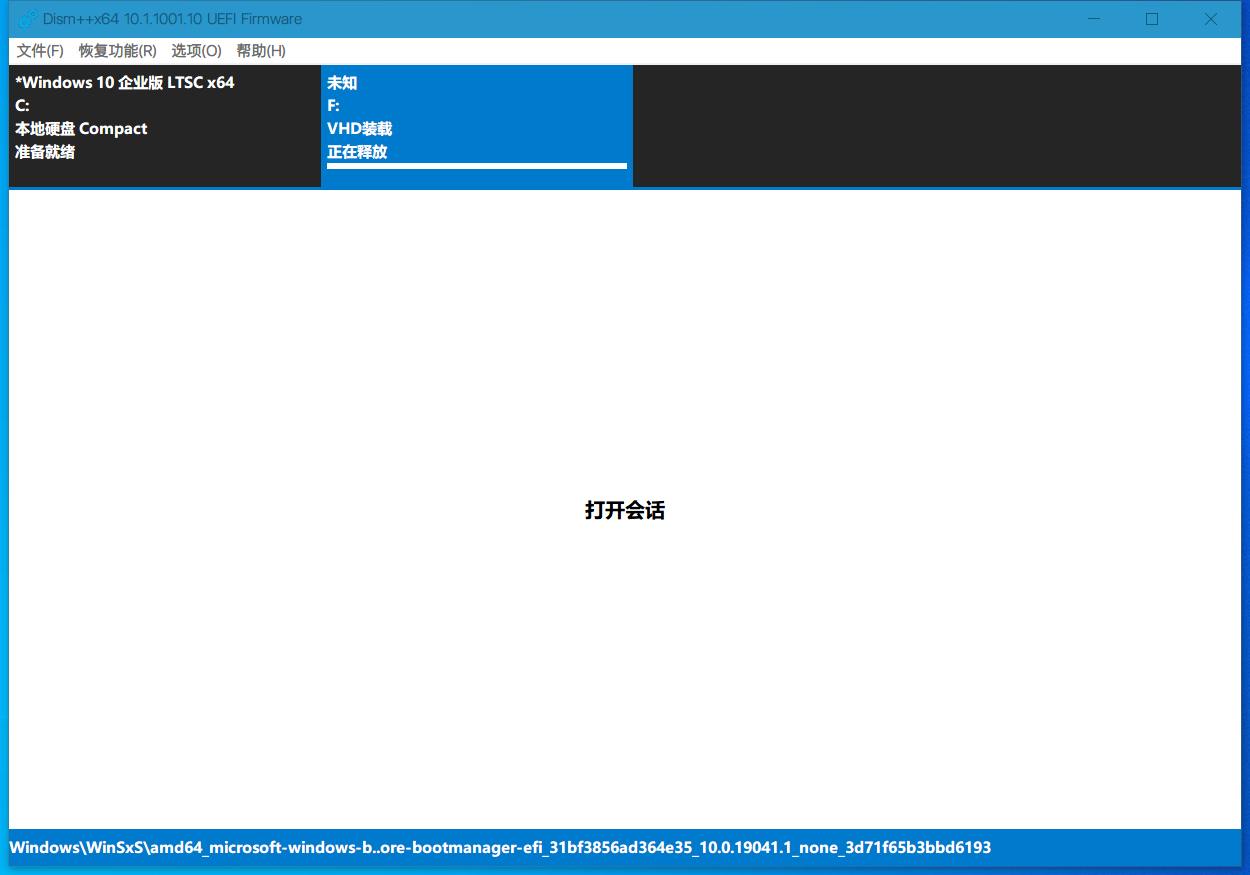 Dism++x64 10.1.1001.10 UEFI Firmware
文件(F) 恢复功能(R) 选项(O) 帮助(H)
*Windows 10 企业版 LTSC x64
C:
本地硬盘 Compact
准备就绪
未知
F:
VHD装载
正在释放
打开会话
Windows\WinSxS\amd64_microsoft-windows-b..ore-bootmanager-efi_31bf3856ad364e35_10.0.19041.1_none_3d71f65b3bbd6193